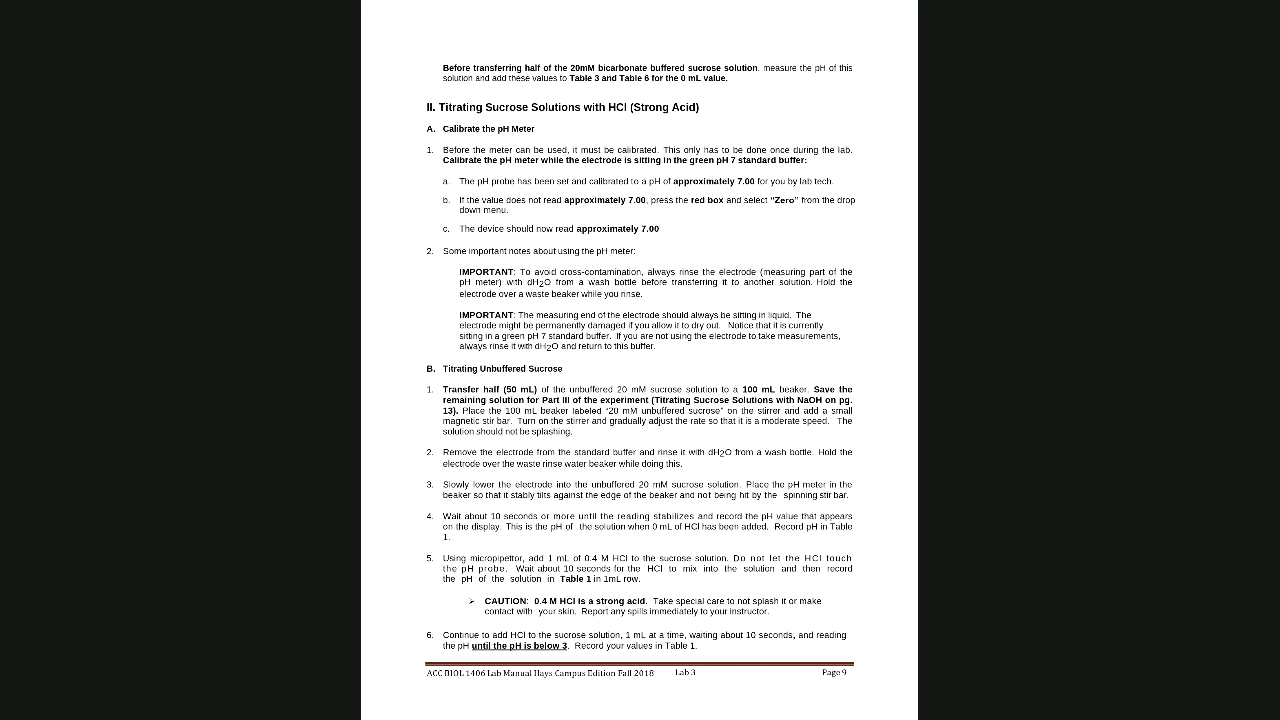 Before transferring half of the 20mM bicarbonate buffered sucrose solution, measure the pH of this
solution and add these values to Table 3 and Table 6 for the 0 mL value.
II. Titrating Sucrose Solutions with HCl (Strong Acid)
A. Calibrate the pH Meter
1. Before the meter can be used, it must be calibrated. This only has to be done once during the lab.
Calibrate the pH meter while the electrode is sitting in the green pH 7 standard buffer:
a. The pH probe has been set and calibrated to a pH of approximately 7.00 for you by lab tech.
b. If the value does not read approximately 7.00, press the red box and select "Zero" from the drop
down menu.
c. The device should now read approximately 7.00
2. Some important notes about using the pH meter:
IMPORTANT: To avoid cross-contamination, always rinse the electrode (measuring part of the
pH meter) with dH2O from a wash bottle before transferring it to another solution. Hold the
electrode over a waste beaker while you rinse.
IMPORTANT: The measuring end of the electrode should always be sitting in liquid. The
electrode might be permanently damaged if you allow it to dry out. Notice that it is currently
sitting in a green pH 7 standard buffer. If you are not using the electrode to take measurements,
always rinse it with dH2O and return to this buffer.
B. Titrating Unbuffered Sucrose
1. Transfer half (50 mL) of the unbuffered 20 mM sucrose solution to a 100 mL beaker. Save the
remaining solution for Part III of the experiment (Titrating Sucrose Solutions with NaOH on pg.
13). Place the 100 mL beaker labeled "20 mM unbuffered sucrose" on the stirrer and add a small
magnetic stir bar. Turn on the stirrer and gradually adjust the rate so that it is a moderate speed. The
solution should not be splashing.
2. Remove the electrode from the standard buffer and rinse it with dH2O from a wash bottle. Hold the
electrode over the waste rinse water beaker while doing this.
3. Slowly lower the electrode into the unbuffered 20 mM sucrose solution. Place the pH meter in the
beaker so that it stably tilts against the edge of the beaker and not being hit by the spinning stir bar.
4. Wait about 10 seconds or more until the reading stabilizes and record the pH value that appears
on the display. This is the pH of the solution when 0 mL of HCl has been added. Record pH in Table
1.
5. Using micropipettor, add 1 mL of 0.4 M HCl to the sucrose solution. Do not let the HCl touch
the pH probe. Wait about 10 seconds for the HCl to mix into the solution and then record
the pH of the solution in Table 1 in 1mL row.
➢ CAUTION: 0.4 M HCl is a strong acid. Take special care to not splash it or make
contact with your skin. Report any spills immediately to your instructor.
6. Continue to add HCl to the sucrose solution, 1 mL at a time, waiting about 10 seconds, and reading
the pH until the pH is below 3. Record your values in Table 1.
ACC BIOL 1406 Lab Manual Hays Campus Edition Fall 2018 Lab 3 Page 9